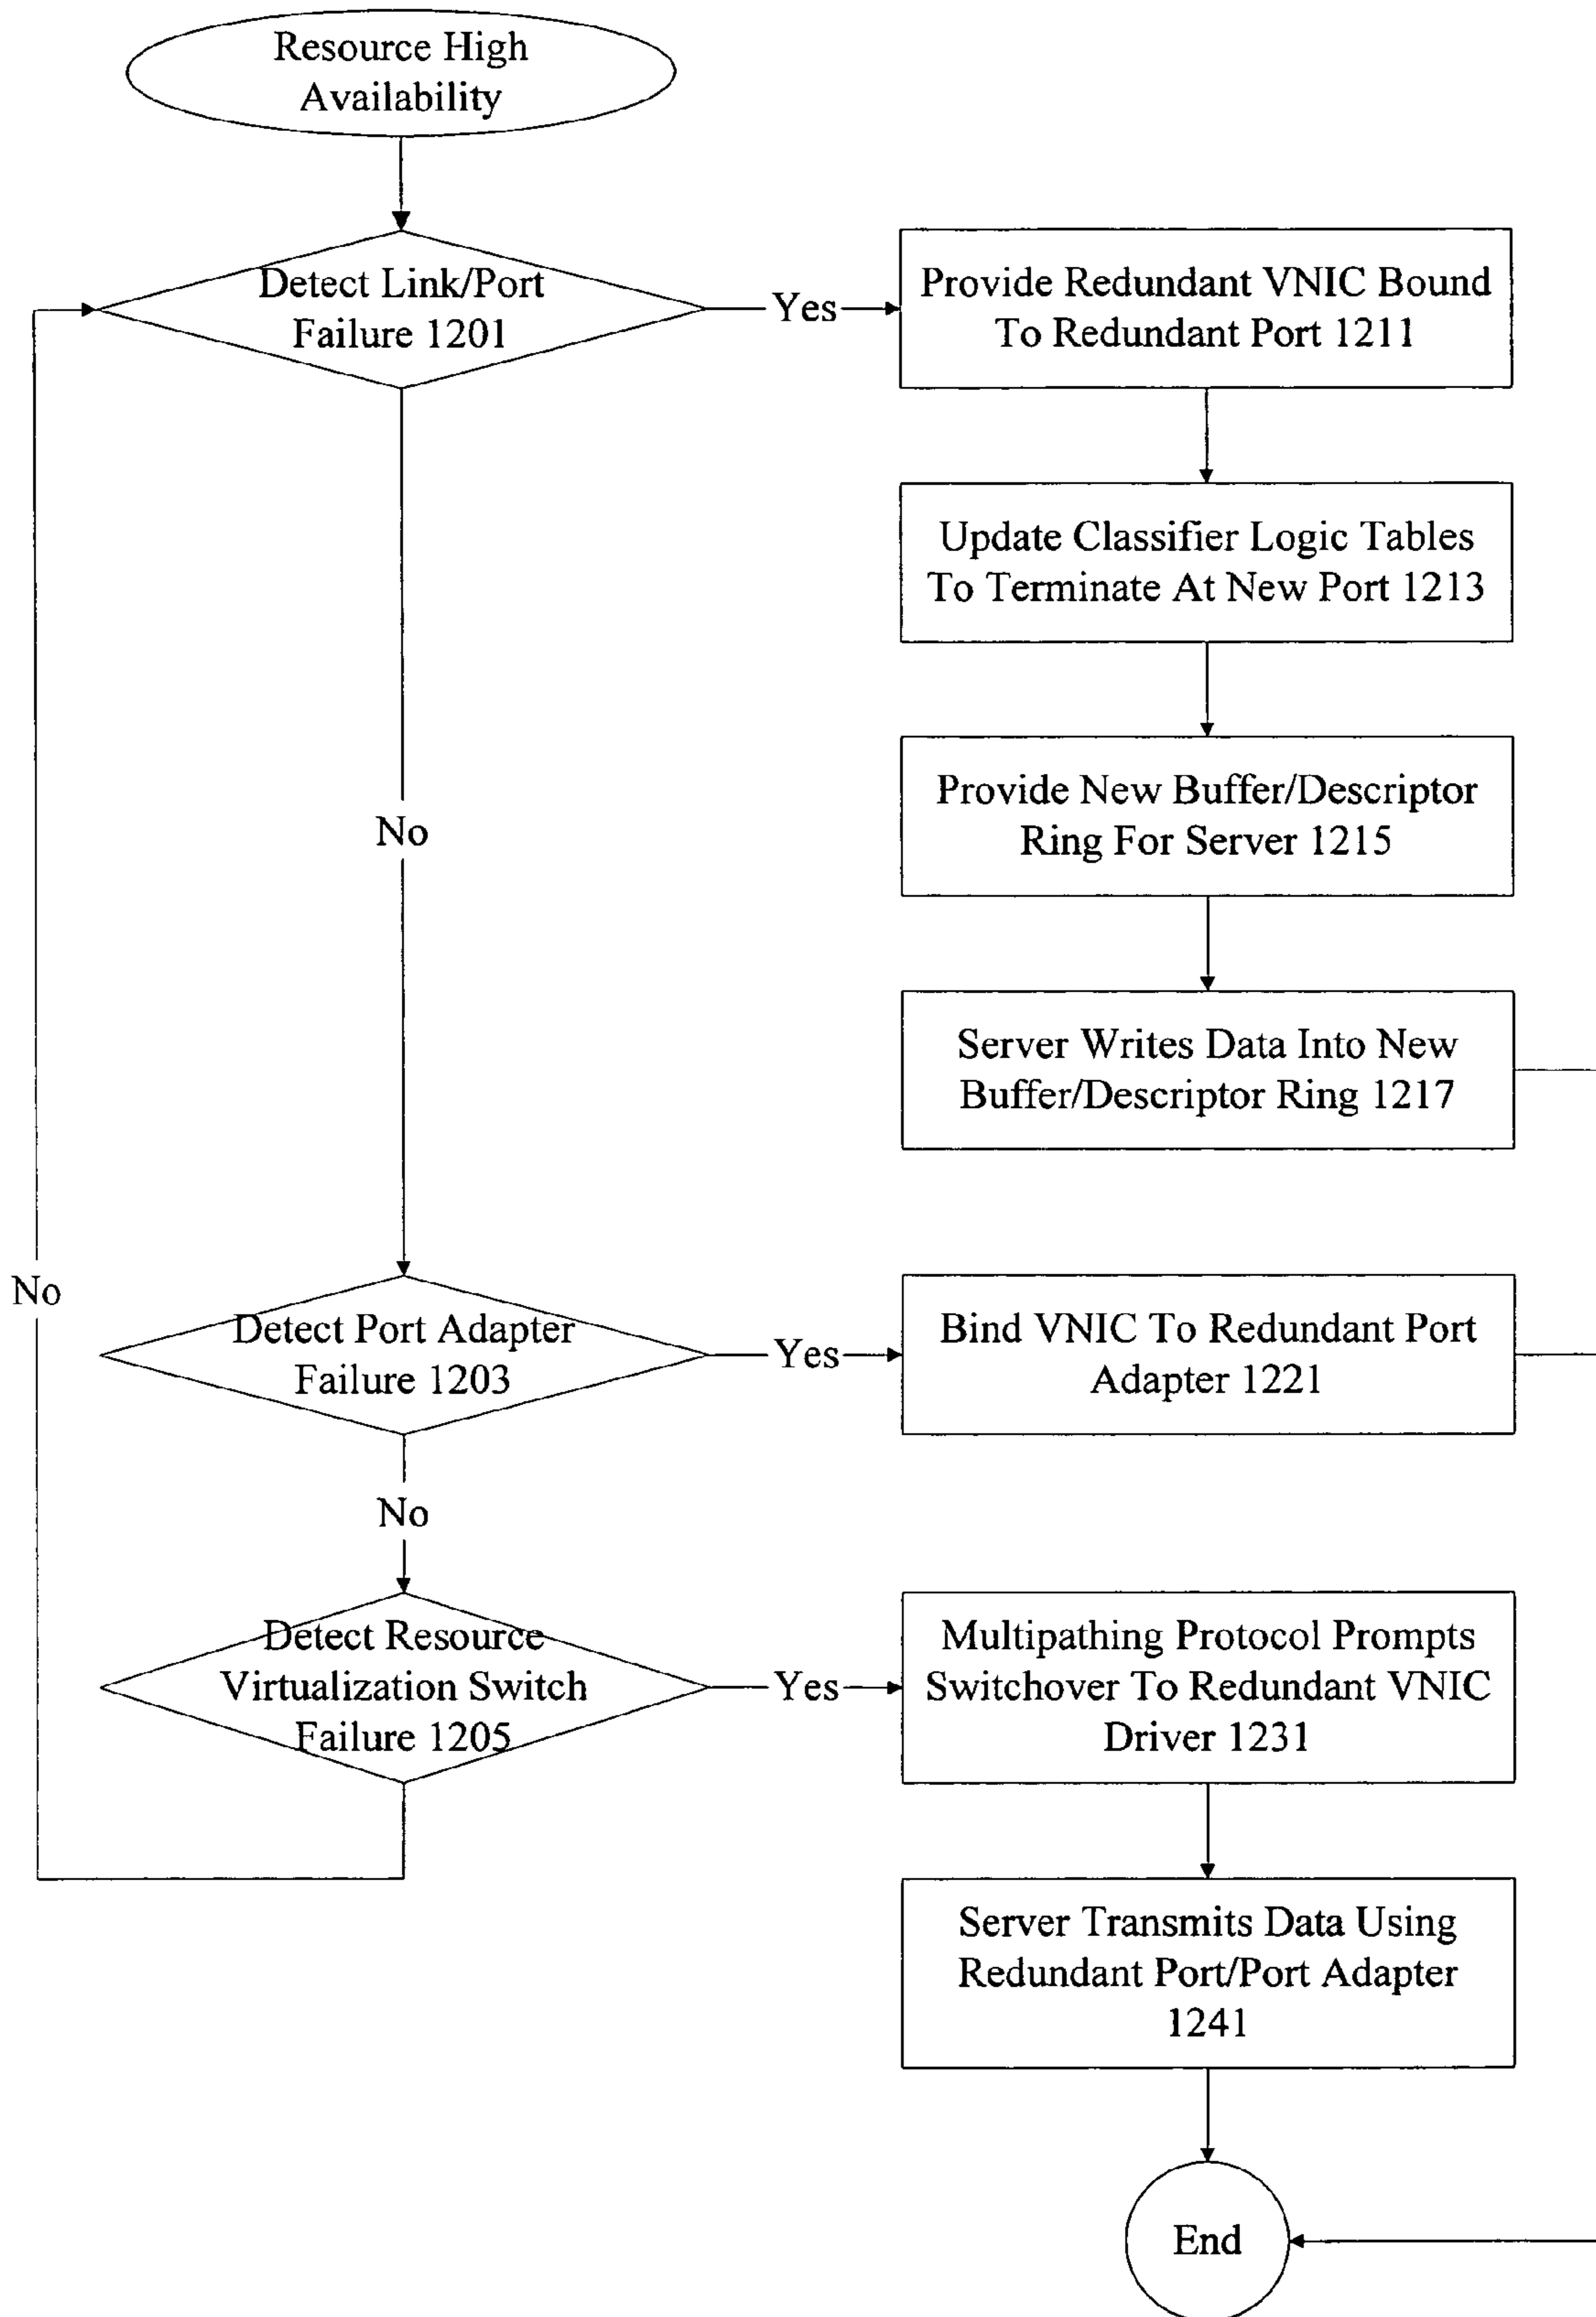 Resource High
Availability
Detect Link/Port
Failure 1201
Yes
Provide Redundant VNIC Bound
To Redundant Port 1211
Update Classifier Logic Tables
To Terminate At New Port 1213
No
Provide New Buffer/Descriptor
Ring For Server 1215
Server Writes Data Into New
Buffer/Descriptor Ring 1217
No
Detect Port Adapter
Failure 1203
Yes
Bind VNIC To Redundant Port
Adapter 1221
No
Detect Resource
Virtualization Switch
Failure 1205
Yes
Multipathing Protocol Prompts
Switchover To Redundant VNIC
Driver 1231
Server Transmits Data Using
Redundant Port/Port Adapter
1241
End